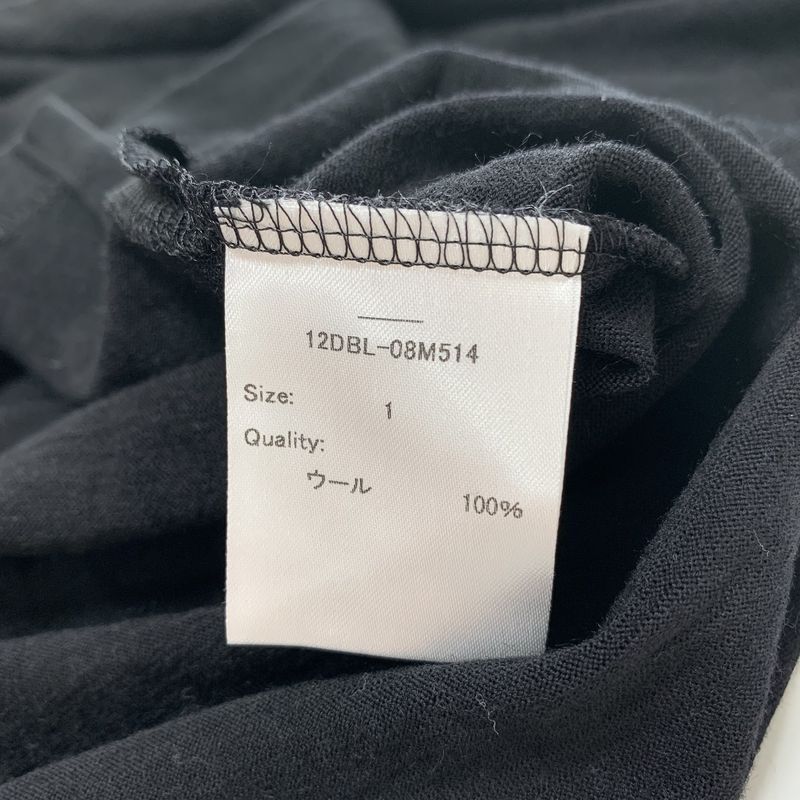 12DBL-08M514
Size: 1
Quality:
ウール 100%